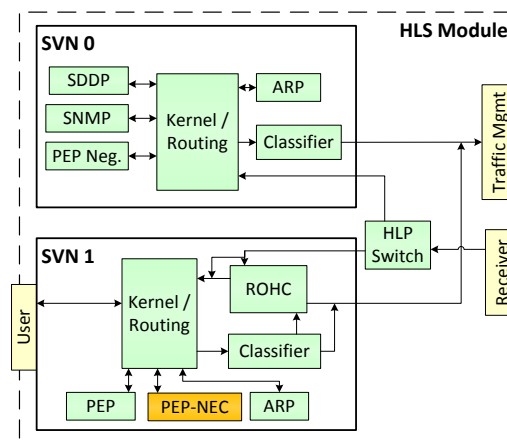 HLS Module
SVN 0
SDDP
SNMP
PEP Neg.
Kernel /
Routing
ARP
Classifier
Traffic Mgmt
HLP
Switch
Receiver
SVN 1
User
Kernel /
Routing
ROHC
Classifier
PEP
PEP-NEC
ARP